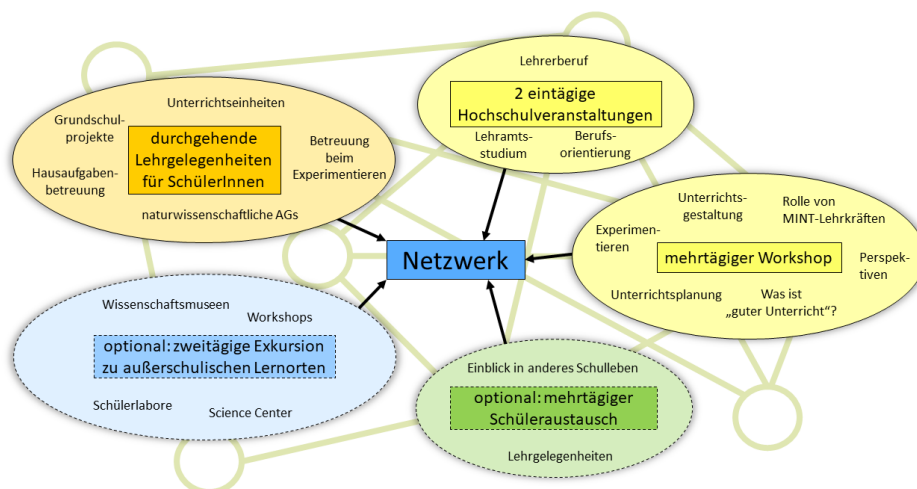 Unterrichtseinheiten
Grundschul-
projekte
durchgehende
Lehrgelegenheiten
für SchülerInnen
Betreuung
beim
Experimentieren
Hausaufgaben-
betreuung
naturwissenschaftliche AGs
Lehrerberuf
2 eintägige
Hochschulveranstaltungen
Lehramts-
studium
Berufs-
orientierung
Netzwerk
Unterrichts-
gestaltung
Rolle von
MINT-Lehrkräften
Experimen-
tieren
mehrtägiger Workshop
Perspek-
tiven
Unterrichtsplanung
Was ist
„guter Unterricht“?
Wissenschaftsmuseen
Workshops
optional: zweitägige Exkursion
zu außerschulischen Lernorten
Schülerlabore
Science Center
Einblick in anderes Schulleben
optional: mehrtägiger
Schüleraustausch
Lehrgelegenheiten